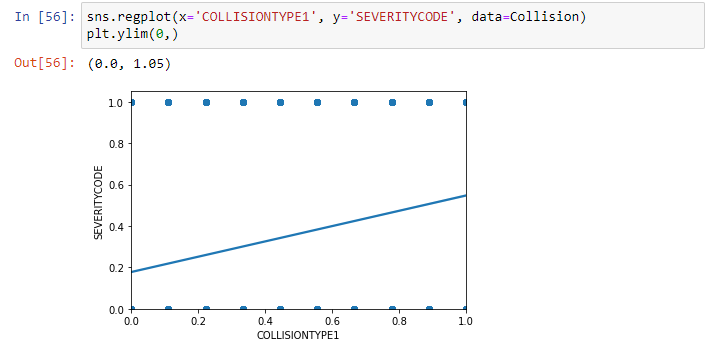 In [56]: sns.regplot(x='COLLISIONTYPE1', y='SEVERITYCODE', data=Collision)
plt.ylim(0,)
Out[56]: (0.0, 1.05)
1.0
0.8
SEVERITYCODE
0.6
0.4
0.2
0.0
0.0 0.2 0.4 0.6 0.8 1.0
COLLISIONTYPE1